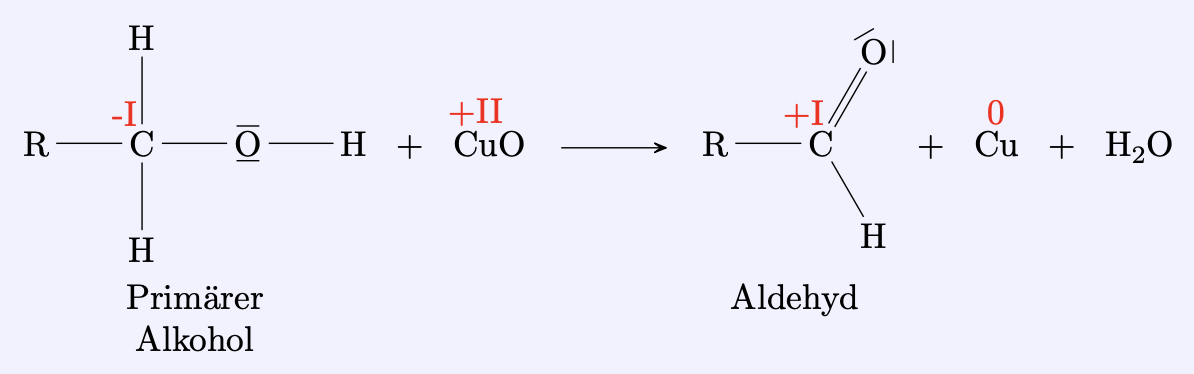 H
-I
R C O H + CuO +II
H
O
+I
R C + Cu 0 + H₂O
H
Primärer
Alkohol
Aldehyd